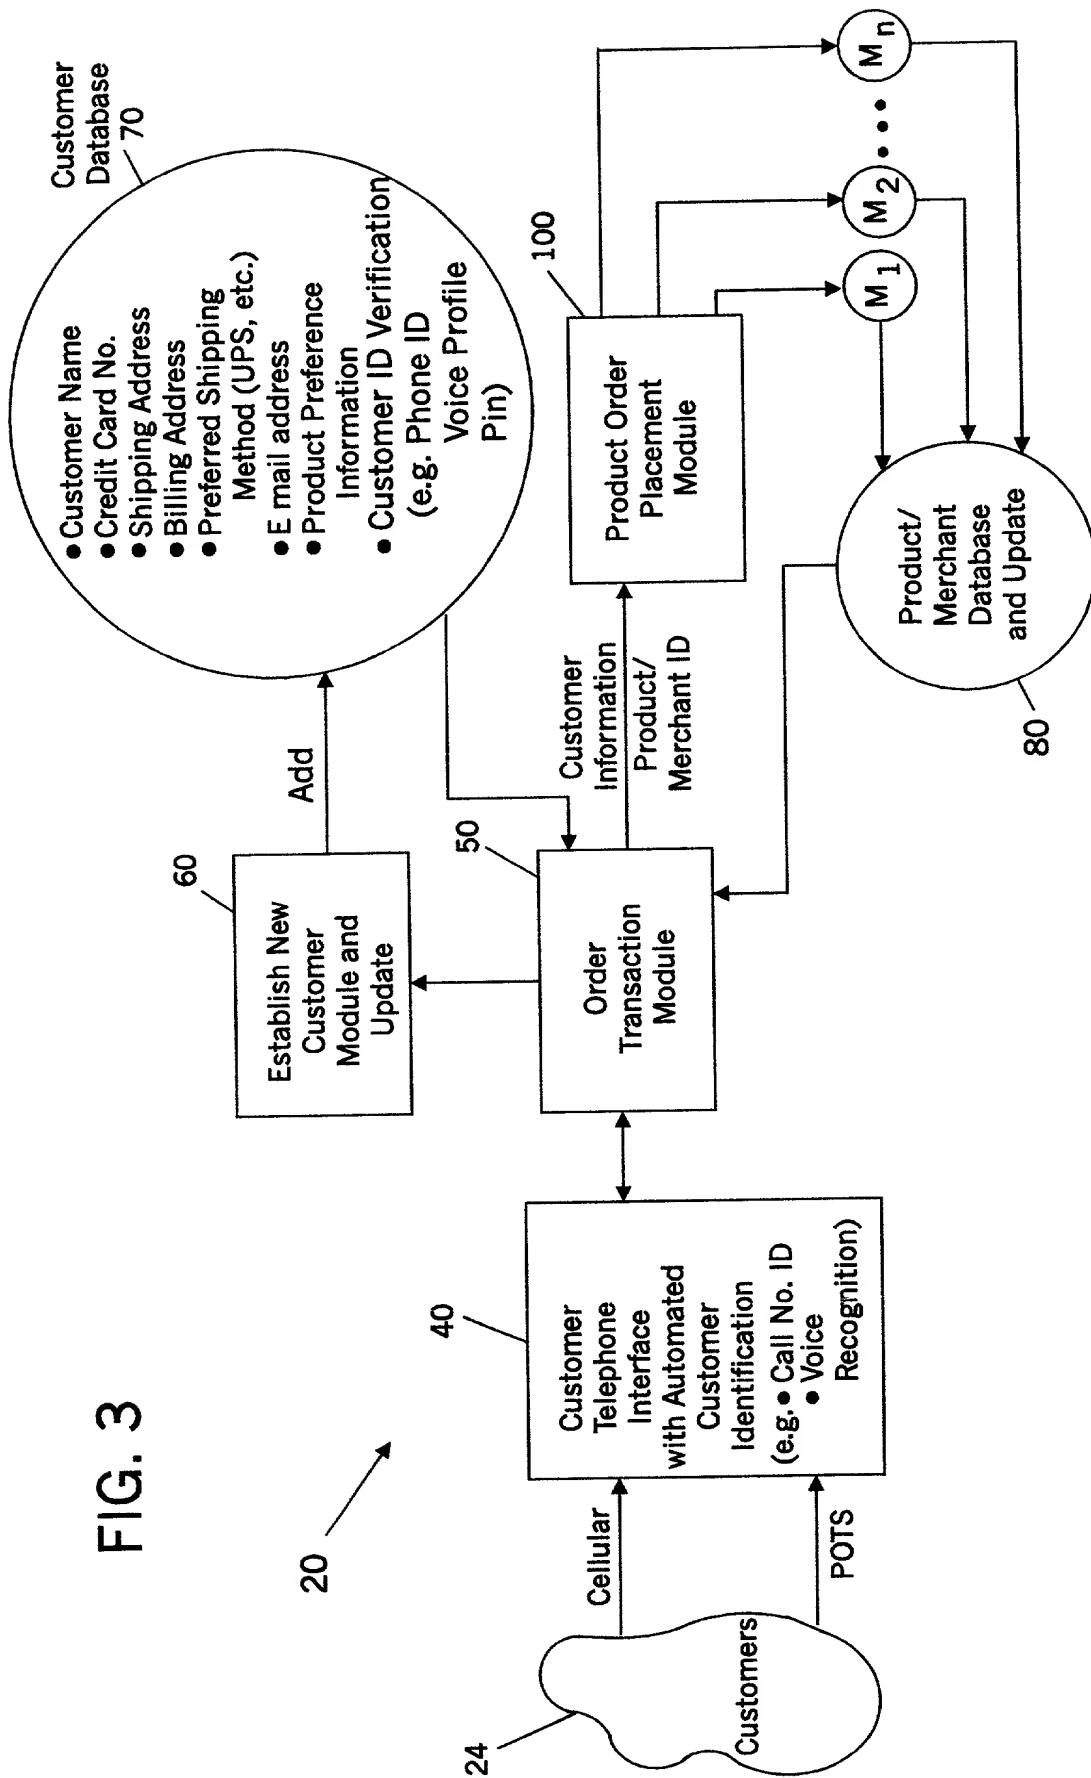 FIG. 3
20
24
Customers
Cellular
POTS
40
Customer
Telephone
Interface
with Automated
Customer
Identification
(e.g. • Call No. ID
• Voice
Recognition)
60
Establish New
Customer
Module and
Update
Add
50
Order
Transaction
Module
Customer
Database
70
• Customer Name
• Credit Card No.
• Shipping Address
• Billing Address
• Preferred Shipping
Method (UPS, etc.)
• E mail address
• Product Preference
Information
• Customer ID Verification
(e.g. Phone ID
Voice Profile
Pin)
Customer
Information
Product/
Merchant ID
100
Product Order
Placement
Module
M1
M2
Mn
Product/
Merchant
Database
and Update
80